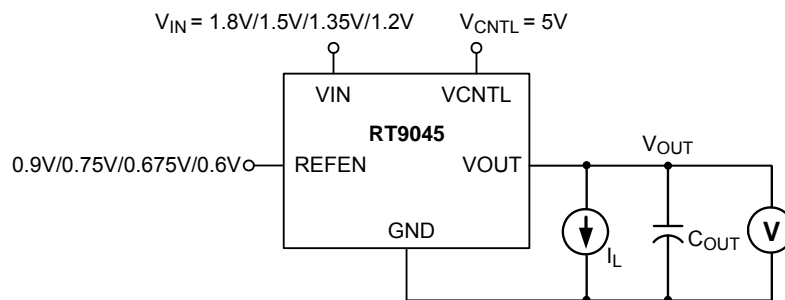 V_IN = 1.8V/1.5V/1.35V/1.2V
V_CNTL = 5V
VIN
VCNTL
RT9045
0.9V/0.75V/0.675V/0.6V
REFEN
VOUT
V_OUT
GND
I_L
C_OUT
V